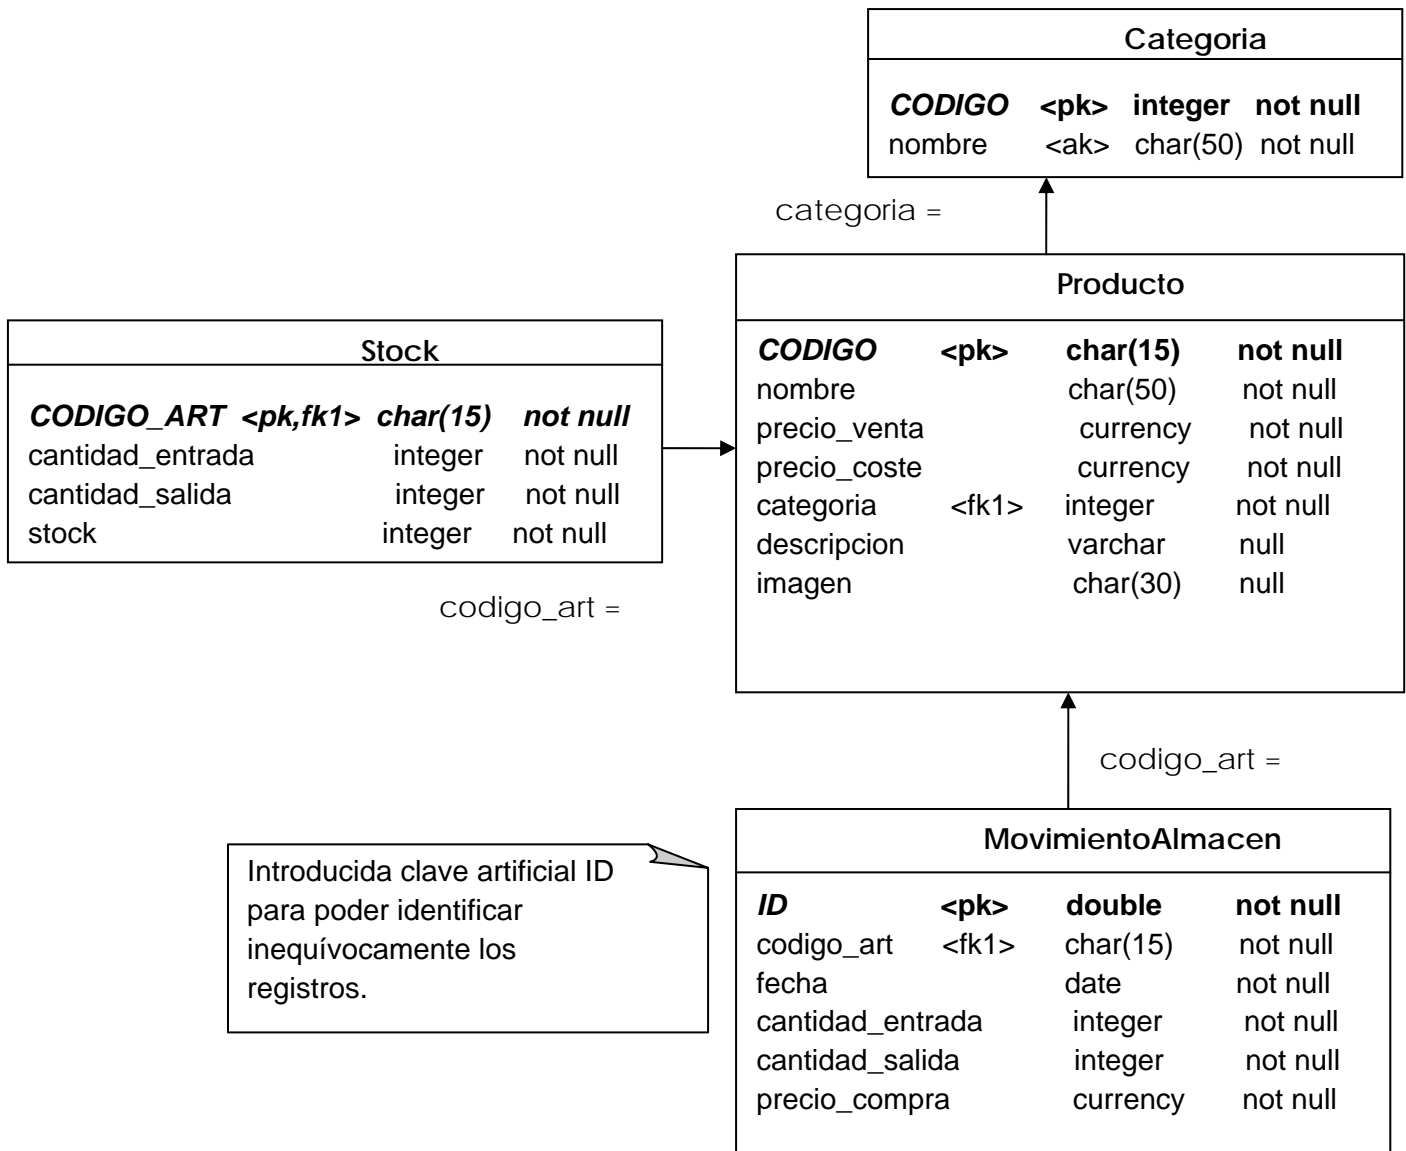 Categoria
CODIGO <pk> integer not null
nombre <ak> char(50) not null
categoria =
Producto
CODIGO <pk> char(15) not null
nombre char(50) not null
precio_venta currency not null
precio_coste currency not null
categoria <fk1> integer not null
descripcion varchar null
imagen char(30) null
Stock
CODIGO_ART <pk,fk1> char(15) not null
cantidad_entrada integer not null
cantidad_salida integer not null
stock integer not null
codigo_art =
codigo_art =
MovimientoAlmacen
ID <pk> double not null
codigo_art <fk1> char(15) not null
fecha date not null
cantidad_entrada integer not null
cantidad_salida integer not null
precio_compra currency not null
Introducida clave artificial ID
para poder identificar
inequívocamente los
registros.